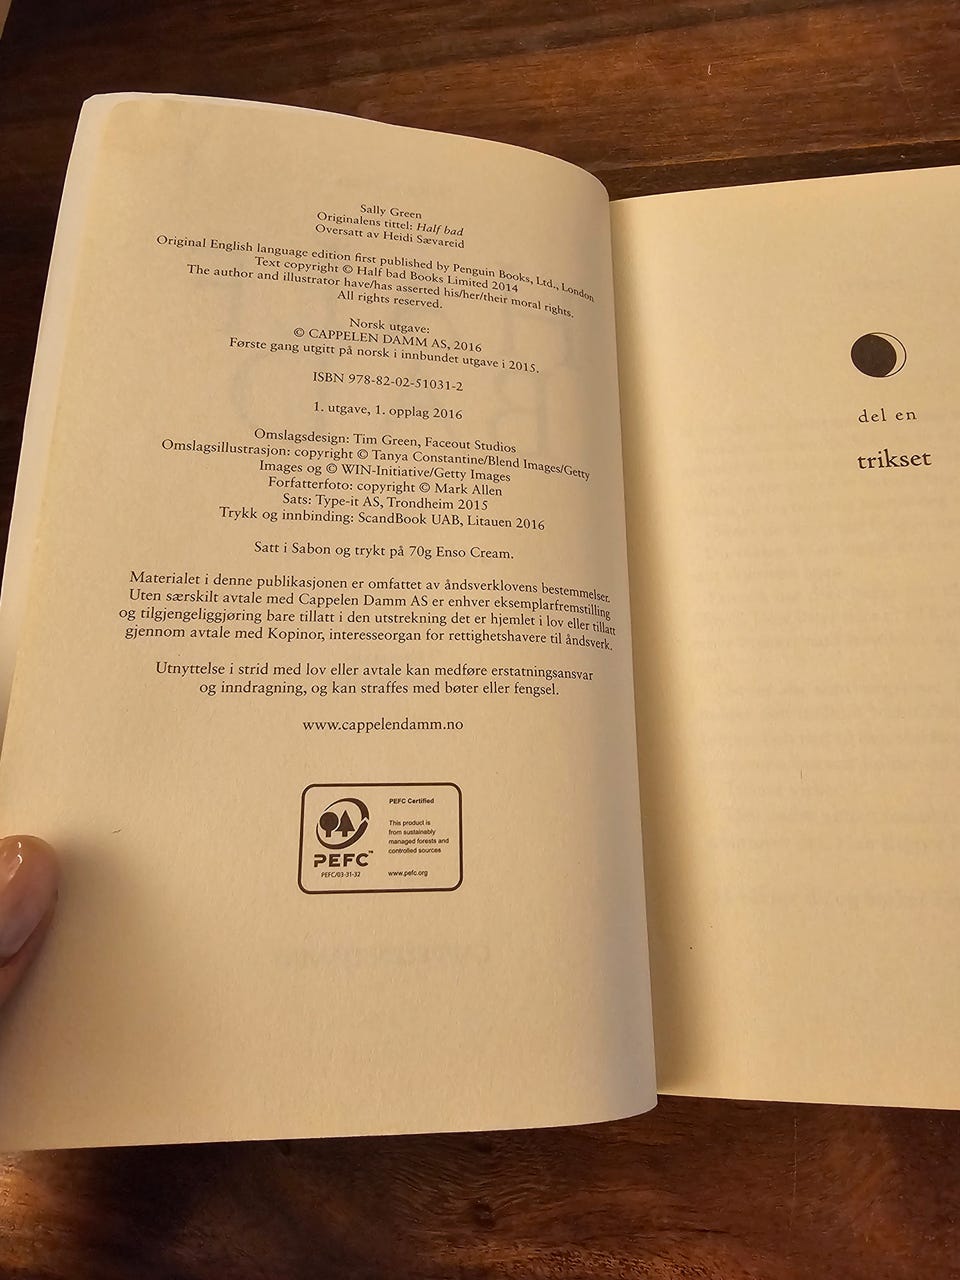 Sally Green
Originalens tittel: Half bad
Oversatt av Heidi Sævareid
Original English language edition first published by Penguin Books, Ltd., London
Text copyright © Half bad Books Limited 2014
The author and illustrator have/has asserted his/her/their moral rights.
All rights reserved.
Norsk utgave:
© CAPPELEN DAMM AS, 2016
Første gang utgitt på norsk i innbundet utgave i 2015.
ISBN 978-82-02-51031-2
1. utgave, 1. opplag 2016
Omslagsdesign: Tim Green, Faceout Studios
Omslagsillustrasjon: copyright © Tanya Constantine/Blend Images/Getty
Images og © WIN-Initiative/Getty Images
Forfatterfoto: copyright © Mark Allen
Sats: Type-it AS, Trondheim 2015
Trykk og innbinding: ScandBook UAB, Litauen 2016
Satt i Sabon og trykt på 70g Enso Cream.
Materialet i denne publikasjonen er omfattet av åndsverklovens bestemmelser.
Uten særskilt avtale med Cappelen Damm AS er enhver eksemplarfremstilling
og tilgjengeliggjøring bare tillatt i den utstrekning det er hjemlet i lov eller tillatt
gjennom avtale med Kopinor, interesseorgan for rettighetshavere til åndsverk.
Utnyttelse i strid med lov eller avtale kan medføre erstatningsansvar
og inndragning, og kan straffes med bøter eller fengsel.
www.cappelendamm.no
PEFC™
PEFC/03-31-32
PEFC Certified
This product is
from sustainably
managed forests and
controlled sources
www.pefc.org
del en
trikset